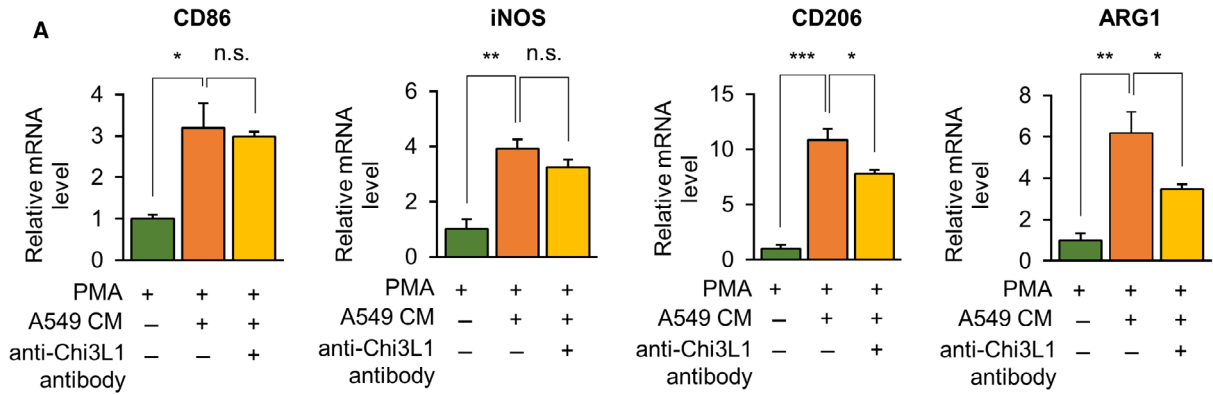 A
CD86
* n.s.
Relative mRNA
level
4
3
2
1
0
PMA + + +
A549 CM – + +
anti-Chi3L1 – – +
antibody
iNOS
** n.s.
Relative mRNA
level
6
4
2
0
PMA + + +
A549 CM – + +
anti-Chi3L1 – – +
antibody
CD206
*** *
Relative mRNA
level
15
10
5
0
PMA + + +
A549 CM – + +
anti-Chi3L1 – – +
antibody
ARG1
** *
Relative mRNA
level
8
6
4
2
0
PMA + + +
A549 CM – + +
anti-Chi3L1 – – +
antibody